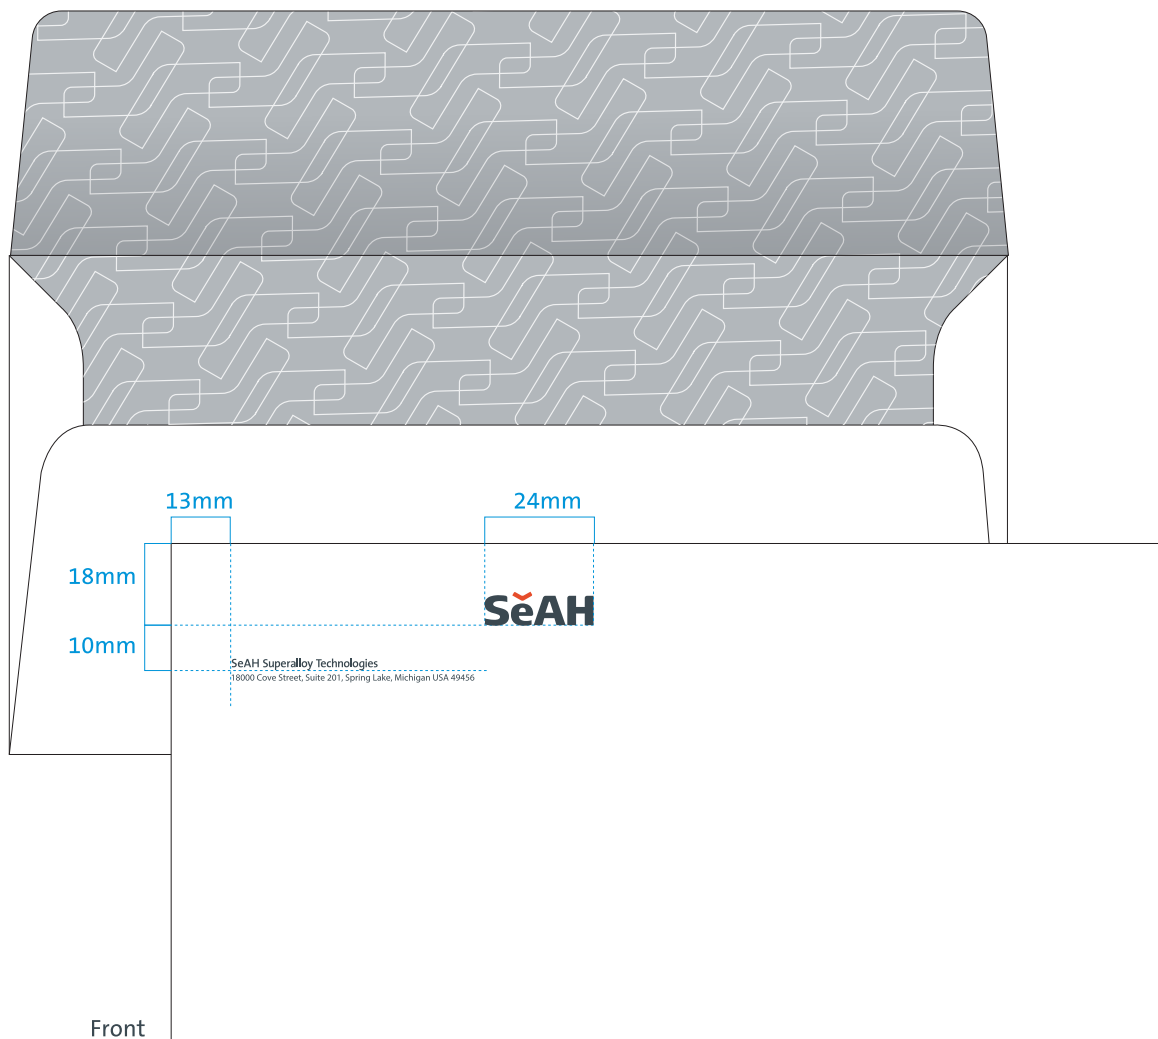 13mm
24mm
18mm
SeAH
10mm
SeAH Superalloy Technologies
18000 Cove Street, Suite 201, Spring Lake, Michigan USA 49456
Front